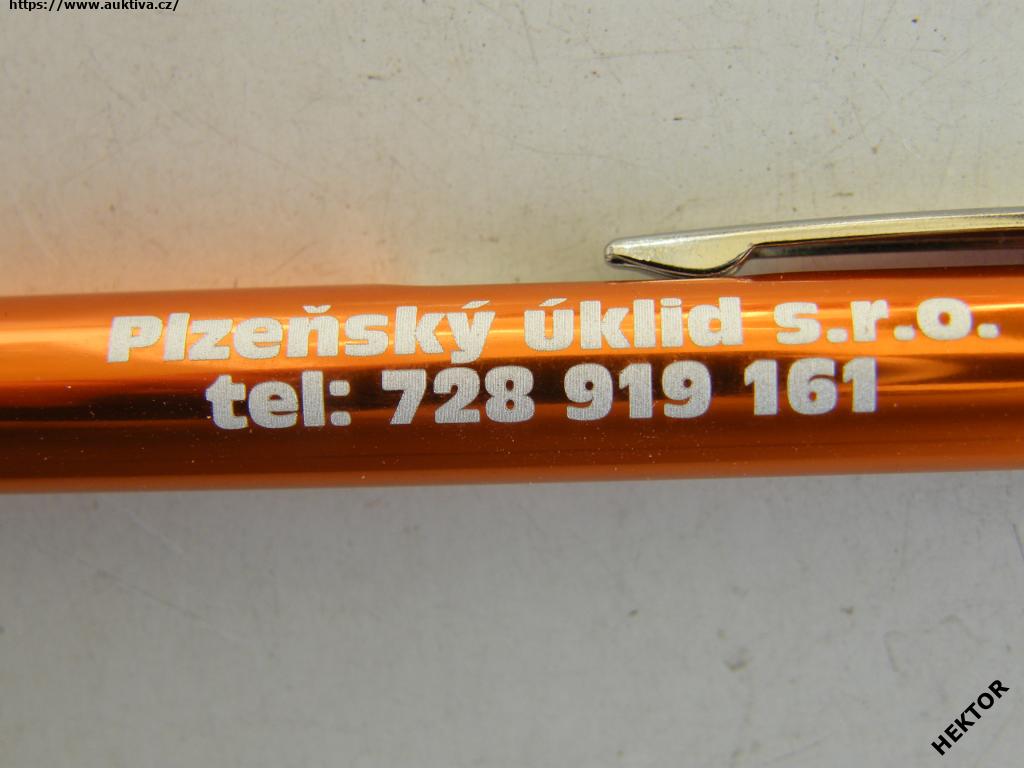 https://www.auktiva.cz/
Plzeňský úklid s.r.o.
tel: 728 919 161
HEKTOR